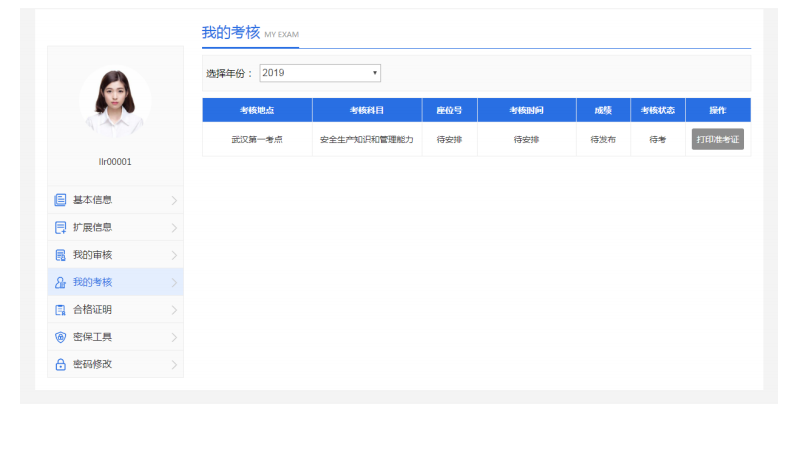 我的考核 MY EXAM
选择年份： 2019
考核地点 考核科目 座位号 考核时间 成绩 考核状态 操作
武汉第一考点 安全生产知识和管理能力 待安排 待安排 待发布 待考 打印准考证
llr00001
基本信息
扩展信息
我的审核
我的考核
合格证明
密保工具
密码修改